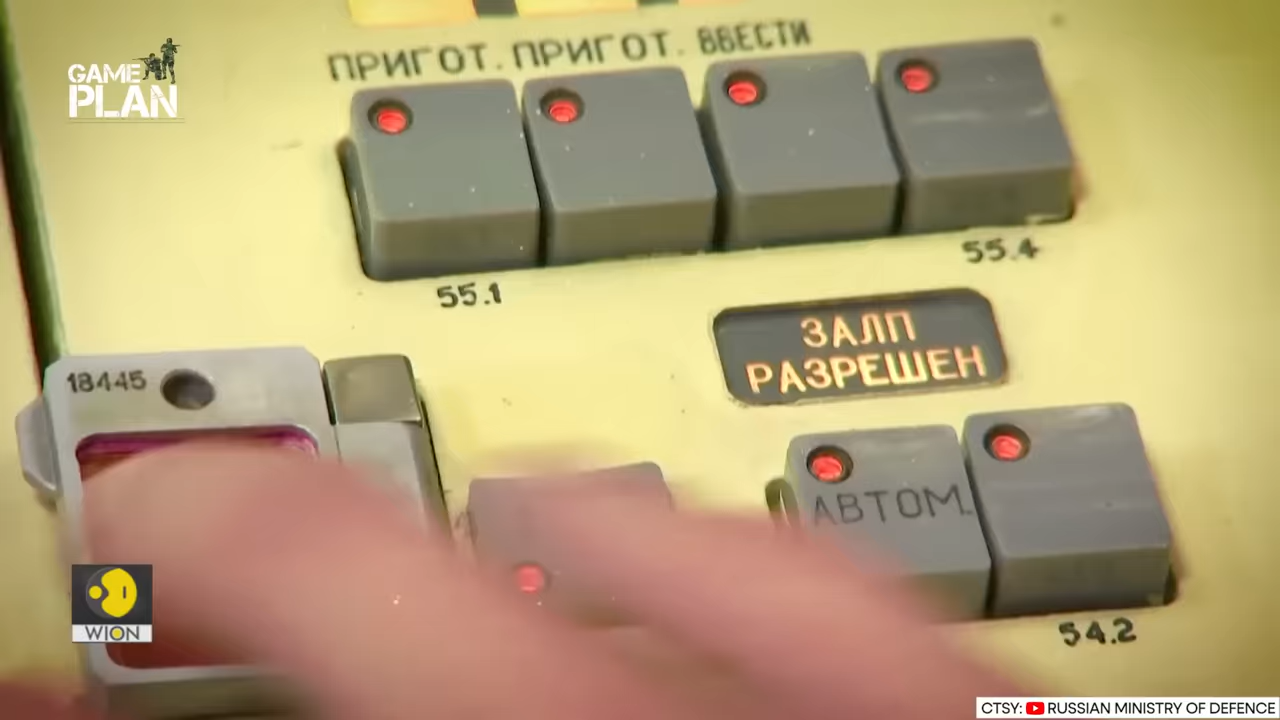 ПРИГОТ. ПРИГОТ. ВВЕСТИ
GAME
PLAN
55.1
55.4
ЗАЛП
РАЗРЕШЕН
18445
АВТОМ.
54.2
WION
CTSY: RUSSIAN MINISTRY OF DEFENCE